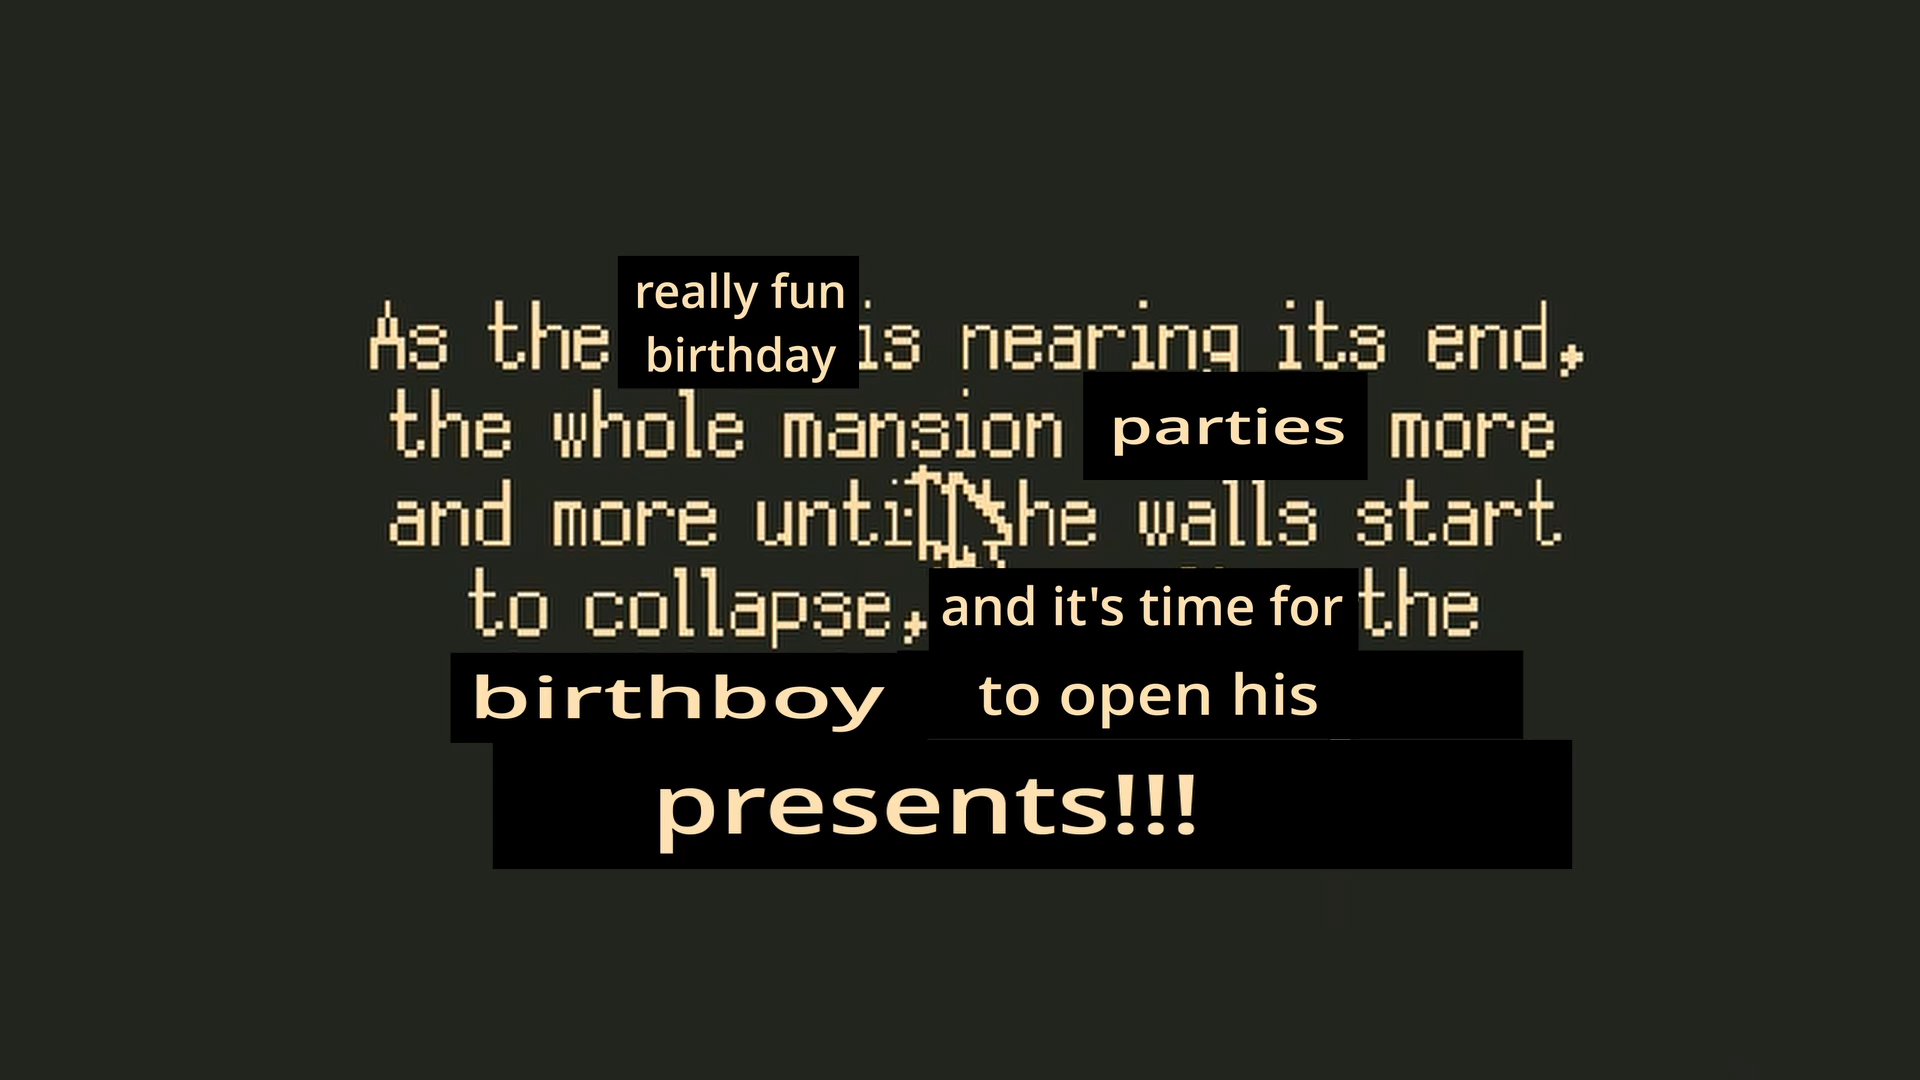 As the really fun birthday is nearing its end,
the whole mansion parties more
and more until the walls start
to collapse, and it's time for the
birthboy to open his
presents!!!